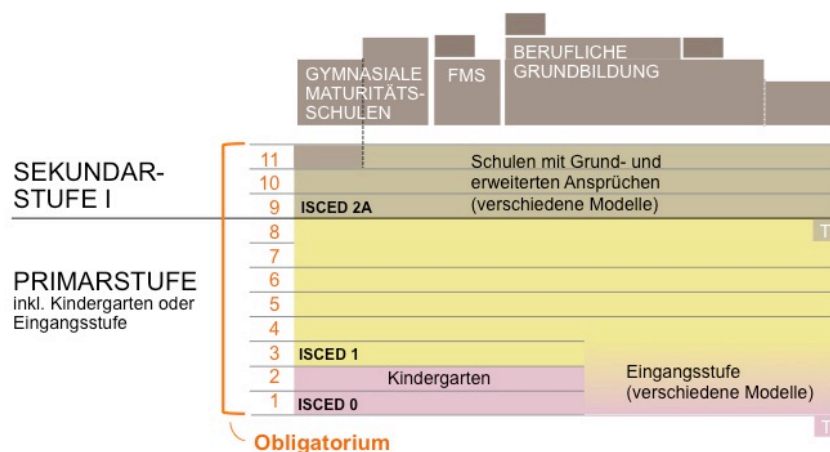 GYMNASIALE
MATURITÄTS-
SCHULEN
FMS
BERUFLICHE
GRUNDBILDUNG
SEKUNDAR-
STUFE I
11
10
9
ISCED 2A
Schulen mit Grund- und
erweiterten Ansprüchen
(verschiedene Modelle)
T
PRIMARSTUFE
inkl. Kindergarten oder
Eingangsstufe
8
7
6
5
4
3
ISCED 1
2
Kindergarten
1
ISCED 0
Eingangsstufe
(verschiedene Modelle)
T
Obligatorium